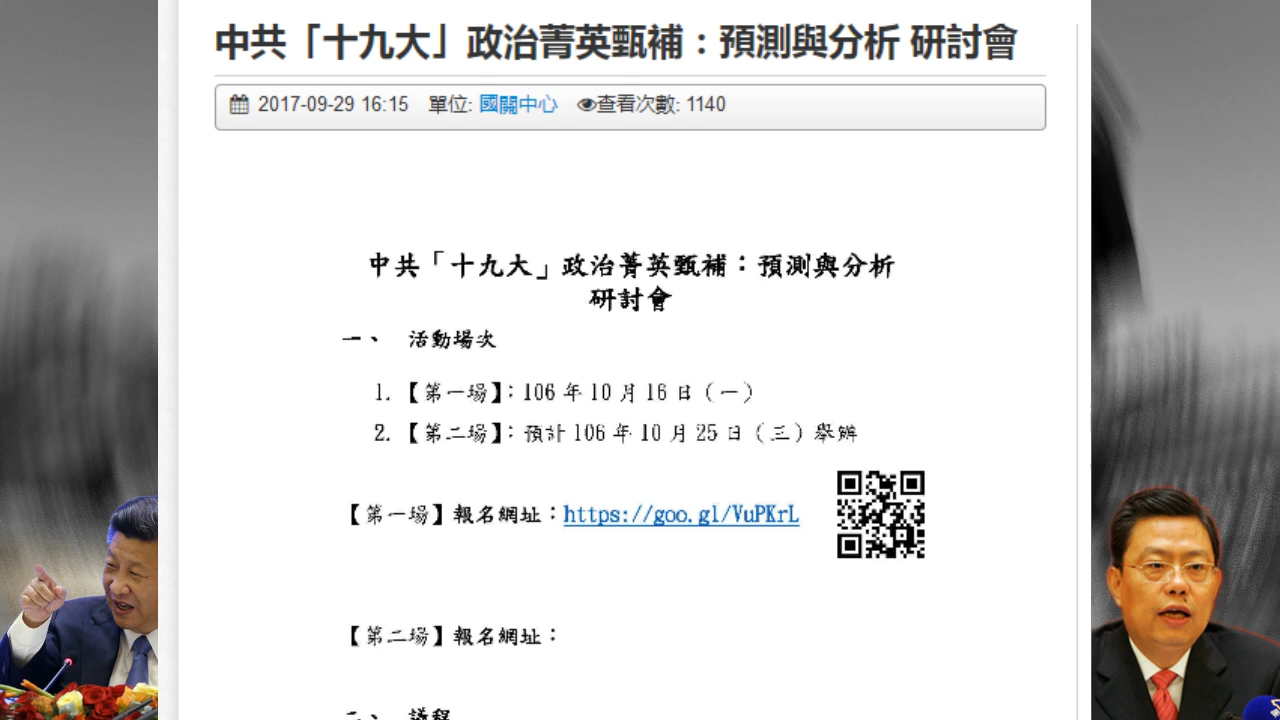 中共「十九大」政治菁英甄補：預測與分析 研討會
2017-09-29 16:15 單位: 國關中心 查看次數: 1140
中共「十九大」政治菁英甄補：預測與分析
研討會
一、 活動場次
1.【第一場】：106 年 10 月 16 日（一）
2.【第二場】：預計 106 年 10 月 25 日（三）舉辦
【第一場】報名網址：https://goo.gl/VuPKrL
【第二場】報名網址：
二、 議程